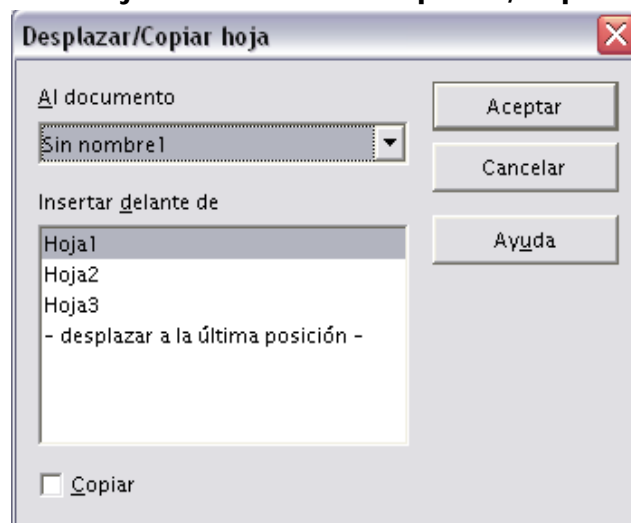 Desplazar/Copiar hoja
Al documento
Sin nombre1
Insertar delante de
Hoja1
Hoja2
Hoja3
- desplazar a la última posición -
Copiar
Aceptar
Cancelar
Ayuda